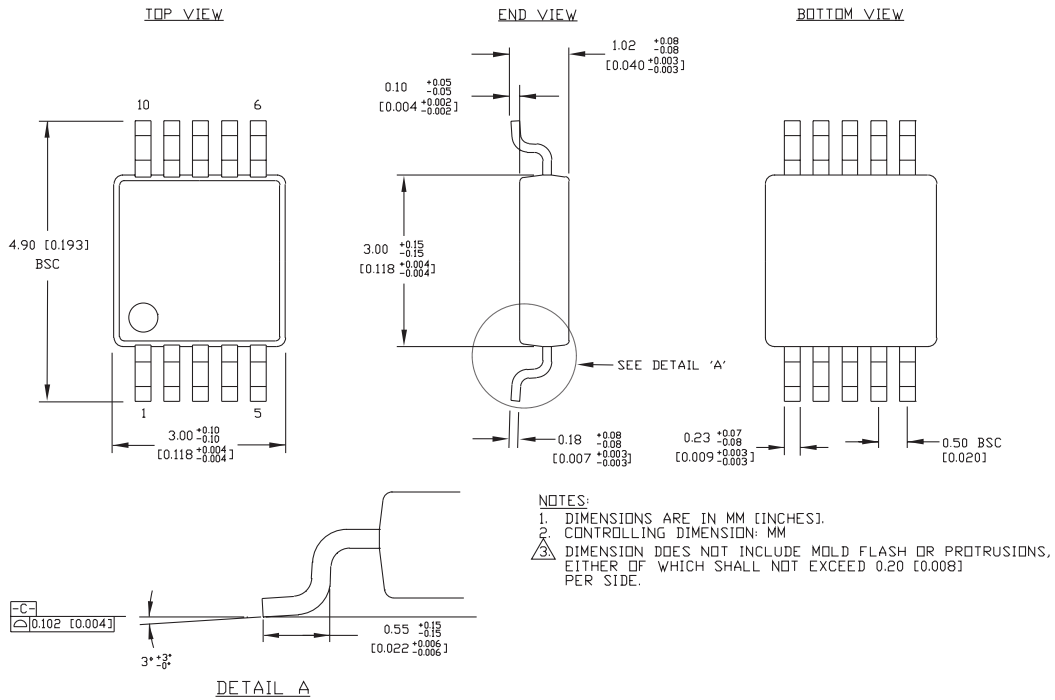 TOP VIEW
END VIEW
BOTTOM VIEW
1.02 +0.08 -0.08
[0.040 +0.003 -0.003]
0.10 +0.05 -0.05
[0.004 +0.002 -0.002]
10 6
4.90 [0.193]
BSC
3.00 +0.15 -0.15
[0.118 +0.004 -0.004]
SEE DETAIL 'A'
1 5
3.00 +0.10 -0.10
[0.118 +0.004 -0.004]
0.18 +0.08 -0.08
[0.007 +0.003 -0.003]
0.23 +0.07 -0.08
[0.009 +0.003 -0.003]
0.50 BSC
[0.020]
NOTES:
1. DIMENSIONS ARE IN MM [INCHES].
2. CONTROLLING DIMENSION: MM
3. DIMENSION DOES NOT INCLUDE MOLD FLASH OR PROTRUSIONS,
EITHER OF WHICH SHALL NOT EXCEED 0.20 [0.008]
PER SIDE.
-C-
0.102 [0.004]
3° +3° -0°
0.55 +0.15 -0.15
[0.022 +0.006 -0.006]
DETAIL A